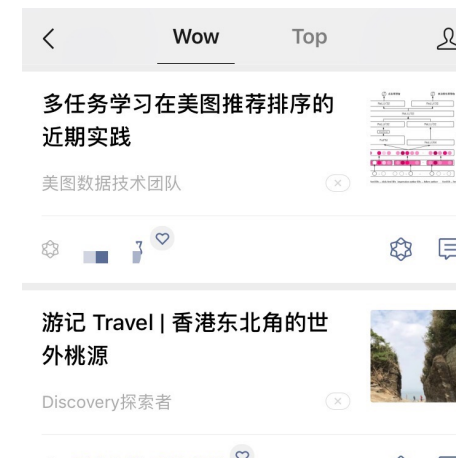 Wow Top
多任务学习在美图推荐排序的
近期实践
美图数据技术团队
游记 Travel | 香港东北角的世
外桃源
Discovery探索者